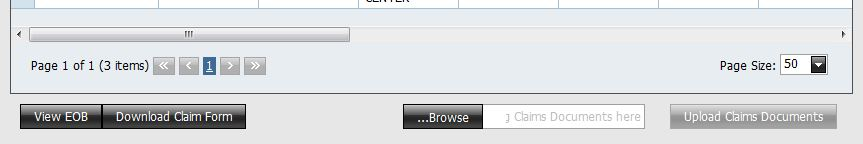 CENTER
Page 1 of 1 (3 items) << < 1 > >> Page Size: 50
View EOB Download Claim Form ...Browse Claims Documents here Upload Claims Documents